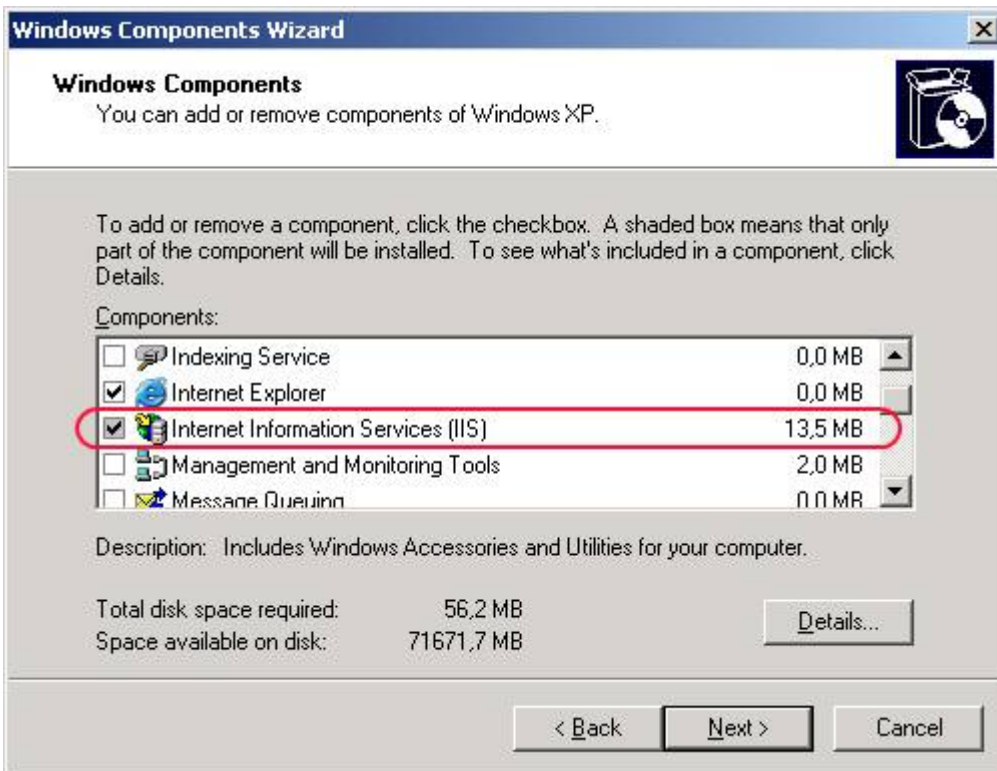 Windows Components Wizard
Windows Components
You can add or remove components of Windows XP.
To add or remove a component, click the checkbox. A shaded box means that only
part of the component will be installed. To see what's included in a component, click
Details.
Components:
Indexing Service 0,0 MB
Internet Explorer 0,0 MB
Internet Information Services (IIS) 13,5 MB
Management and Monitoring Tools 2,0 MB
Message Queuing 0,0 MB
Description: Includes Windows Accessories and Utilities for your computer.
Total disk space required: 56,2 MB
Details...
Space available on disk: 71671,7 MB
< Back Next > Cancel